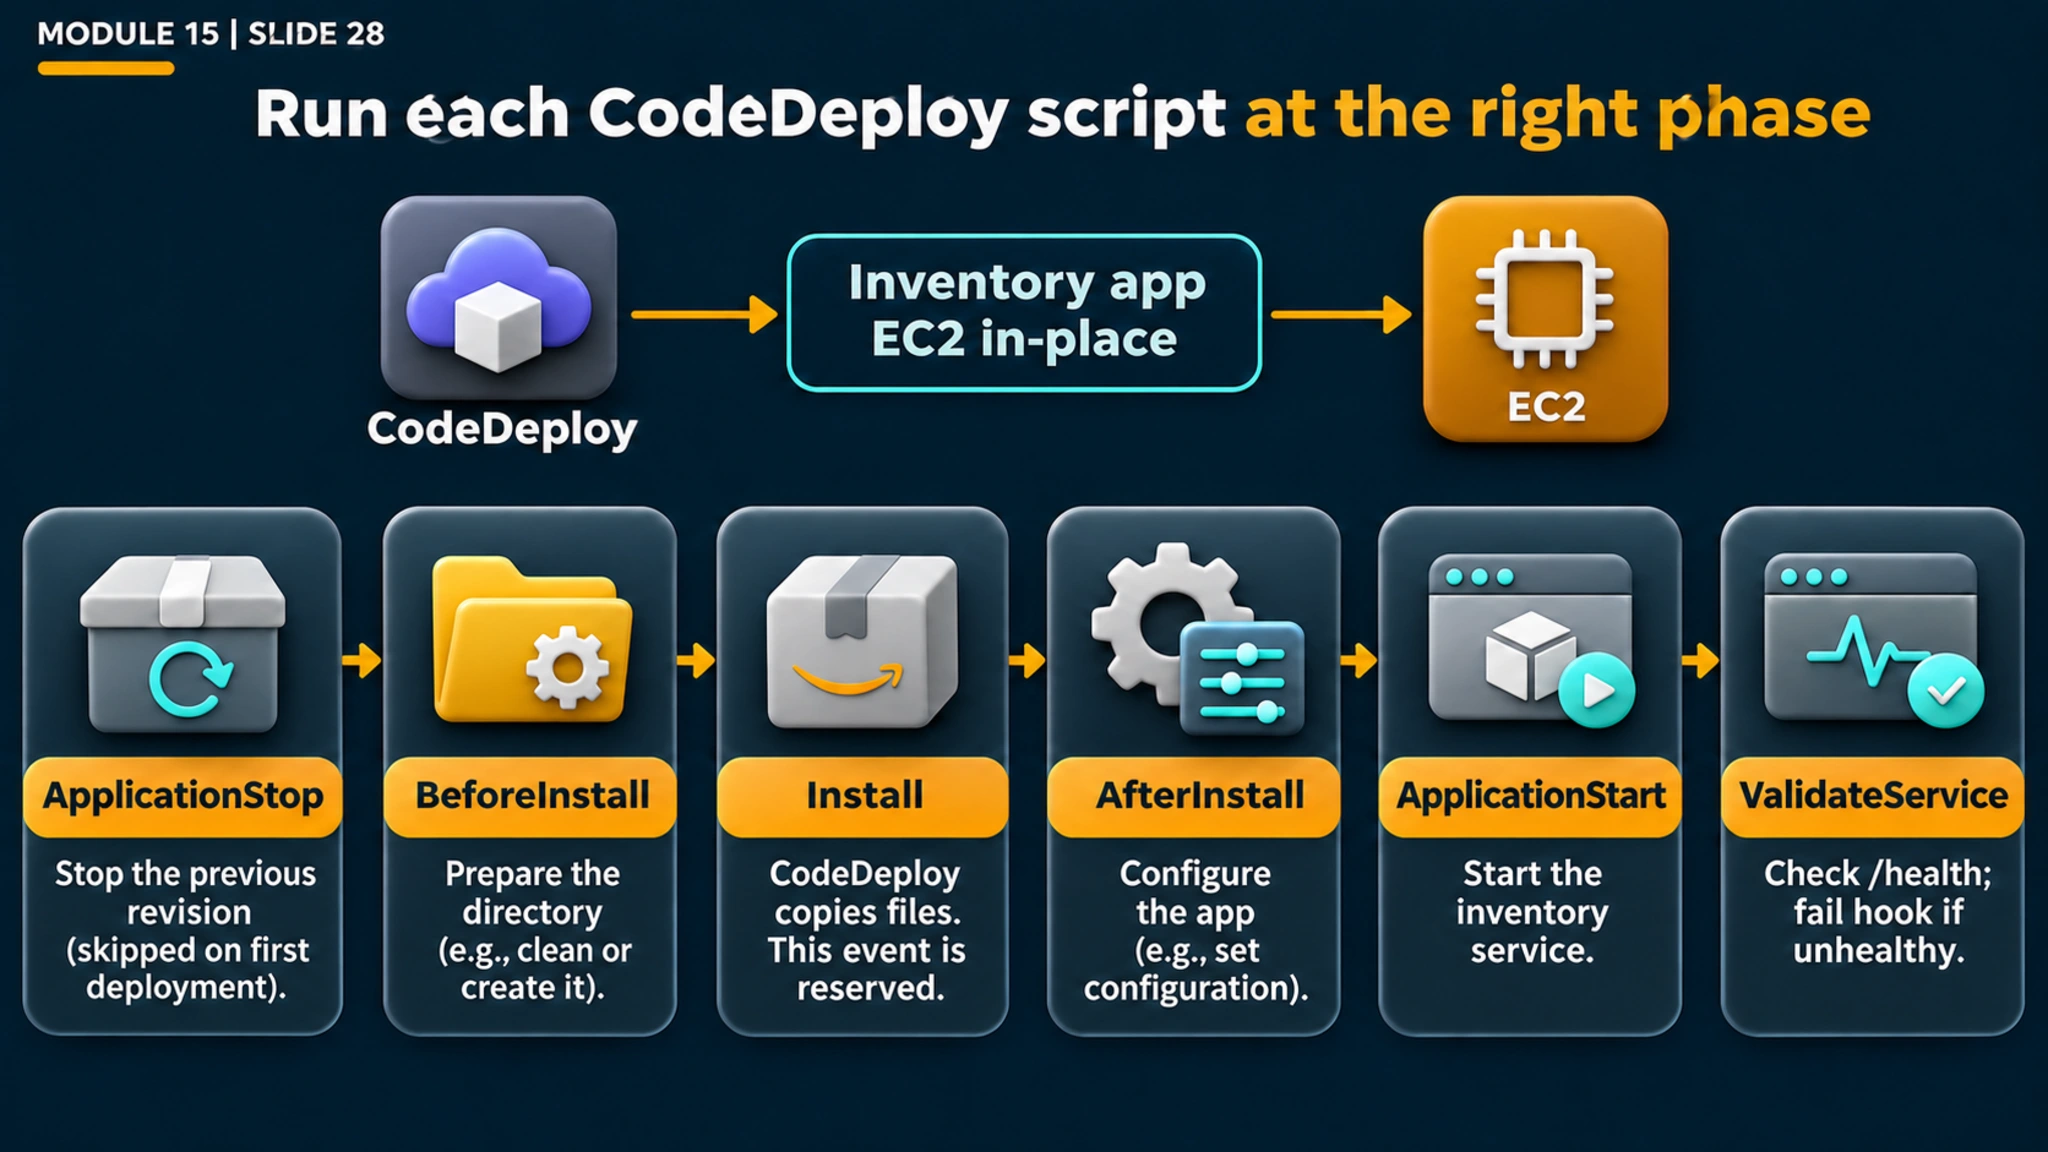 MODULE 15 | SLIDE 28
Run each CodeDeploy script at the right phase
CodeDeploy
Inventory app
EC2 in-place
EC2
ApplicationStop
Stop the previous
revision
(skipped on first
deployment).
BeforeInstall
Prepare the
directory
(e.g., clean or
create it).
Install
CodeDeploy
copies files.
This event is
reserved.
AfterInstall
Configure
the app
(e.g., set
configuration).
ApplicationStart
Start the
inventory
service.
ValidateService
Check /health;
fail hook if
unhealthy.